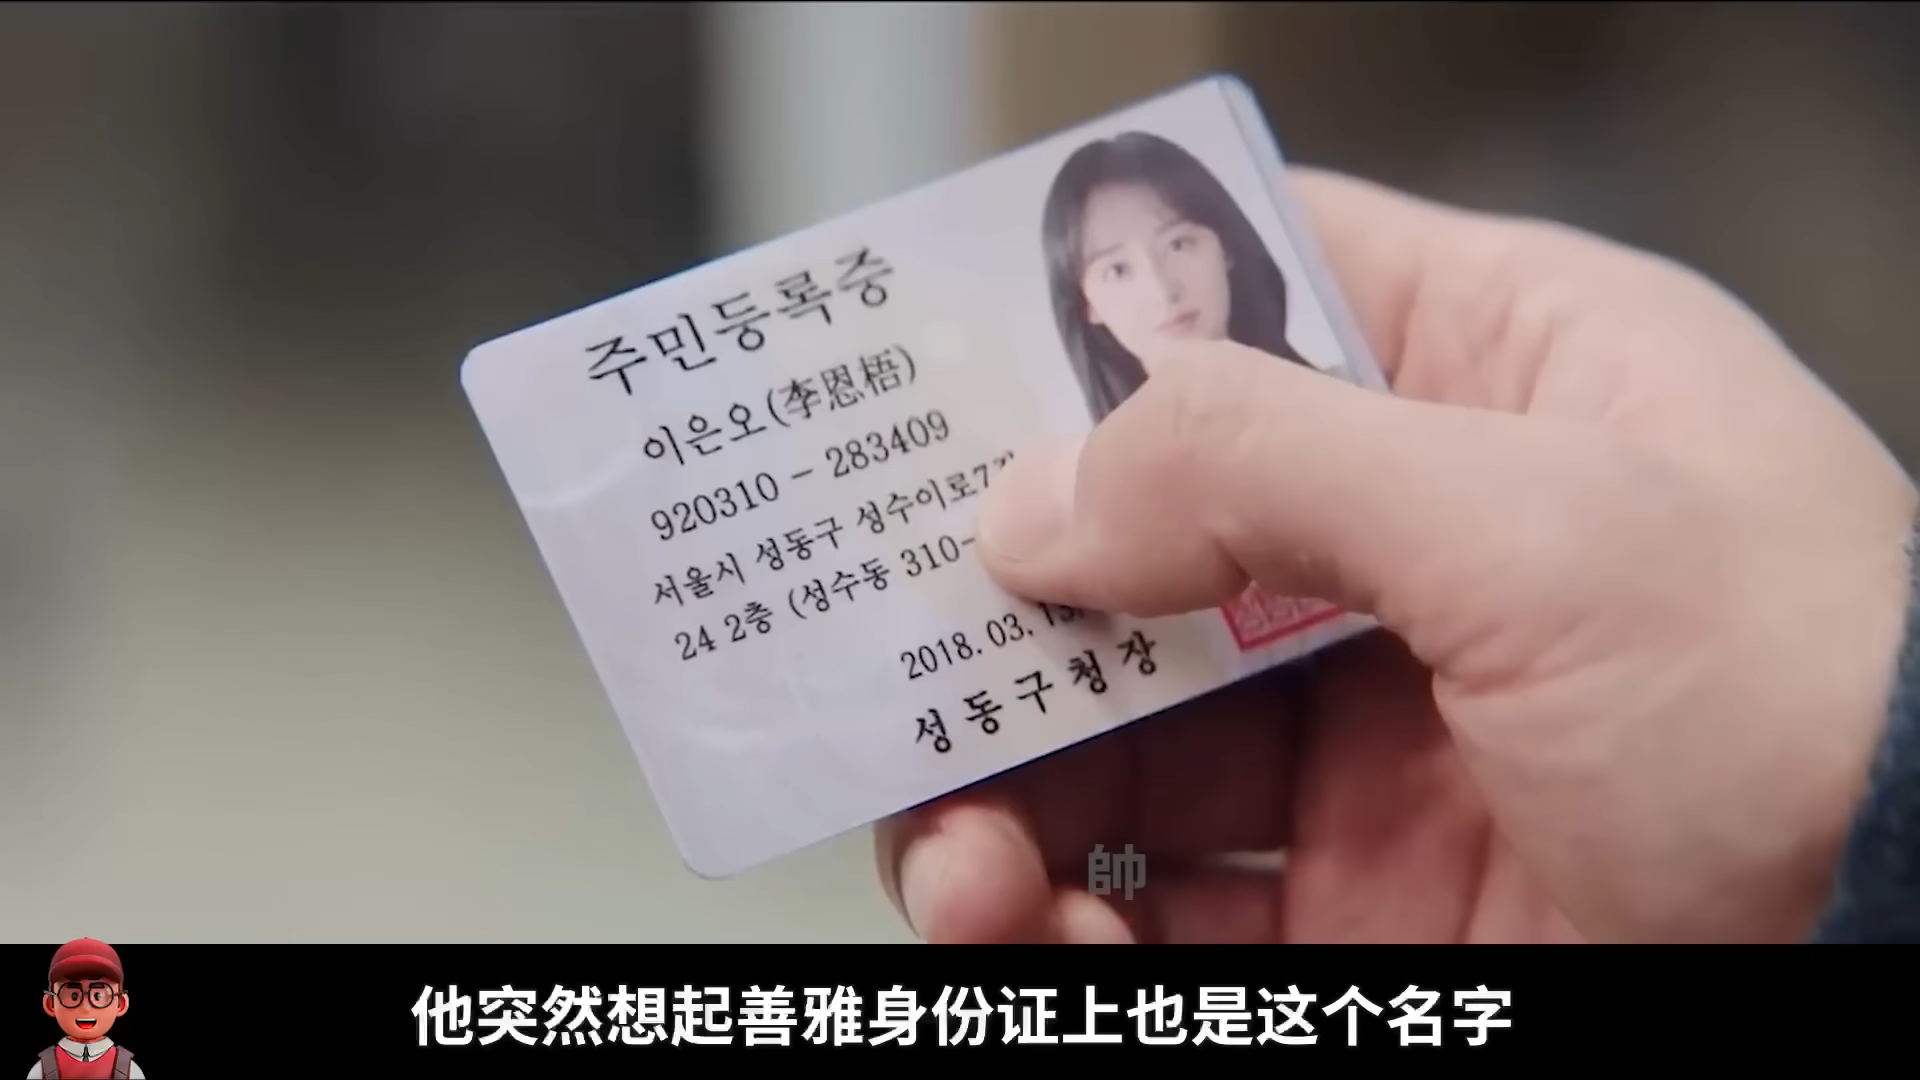 주민등록증
이은오(李恩梧)
920310 - 283409
서울시 성동구 성수이로7
24 2층 (성수동 310-
2018. 03. 13.
성동구청장
帥
他突然想起善雅身份证上也是这个名字